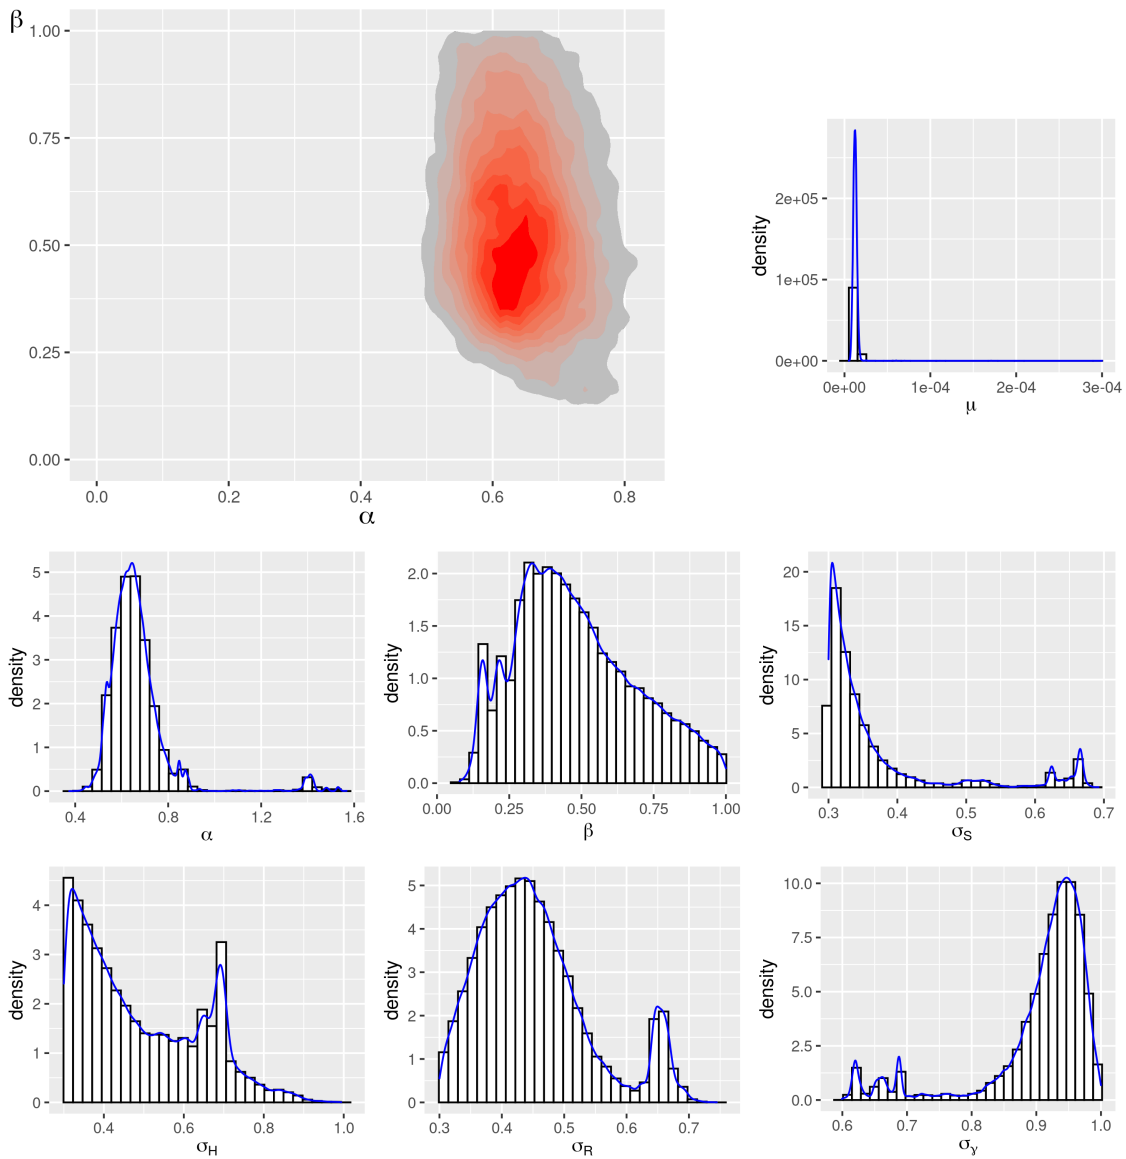 β
1.00
0.75
0.50
0.25
0.00
0.0 0.2 0.4 0.6 0.8
α
density
2e+05
1e+05
0e+00
0e+00 1e-04 2e-04 3e-04
μ
density
5
4
3
2
1
0
0.4 0.8 1.2 1.6
α
density
2.0
1.5
1.0
0.5
0.0
0.00 0.25 0.50 0.75 1.00
β
density
20
15
10
5
0
0.3 0.4 0.5 0.6 0.7
σS
density
4
3
2
1
0
0.4 0.6 0.8 1.0
σH
density
5
4
3
2
1
0
0.3 0.4 0.5 0.6 0.7
σR
density
10.0
7.5
5.0
2.5
0.0
0.6 0.7 0.8 0.9 1.0
σγ